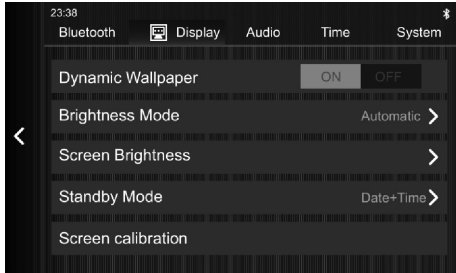 23:38
Bluetooth Display Audio Time System
Dynamic Wallpaper ON OFF
Brightness Mode Automatic
Screen Brightness
Standby Mode Date+Time
Screen calibration